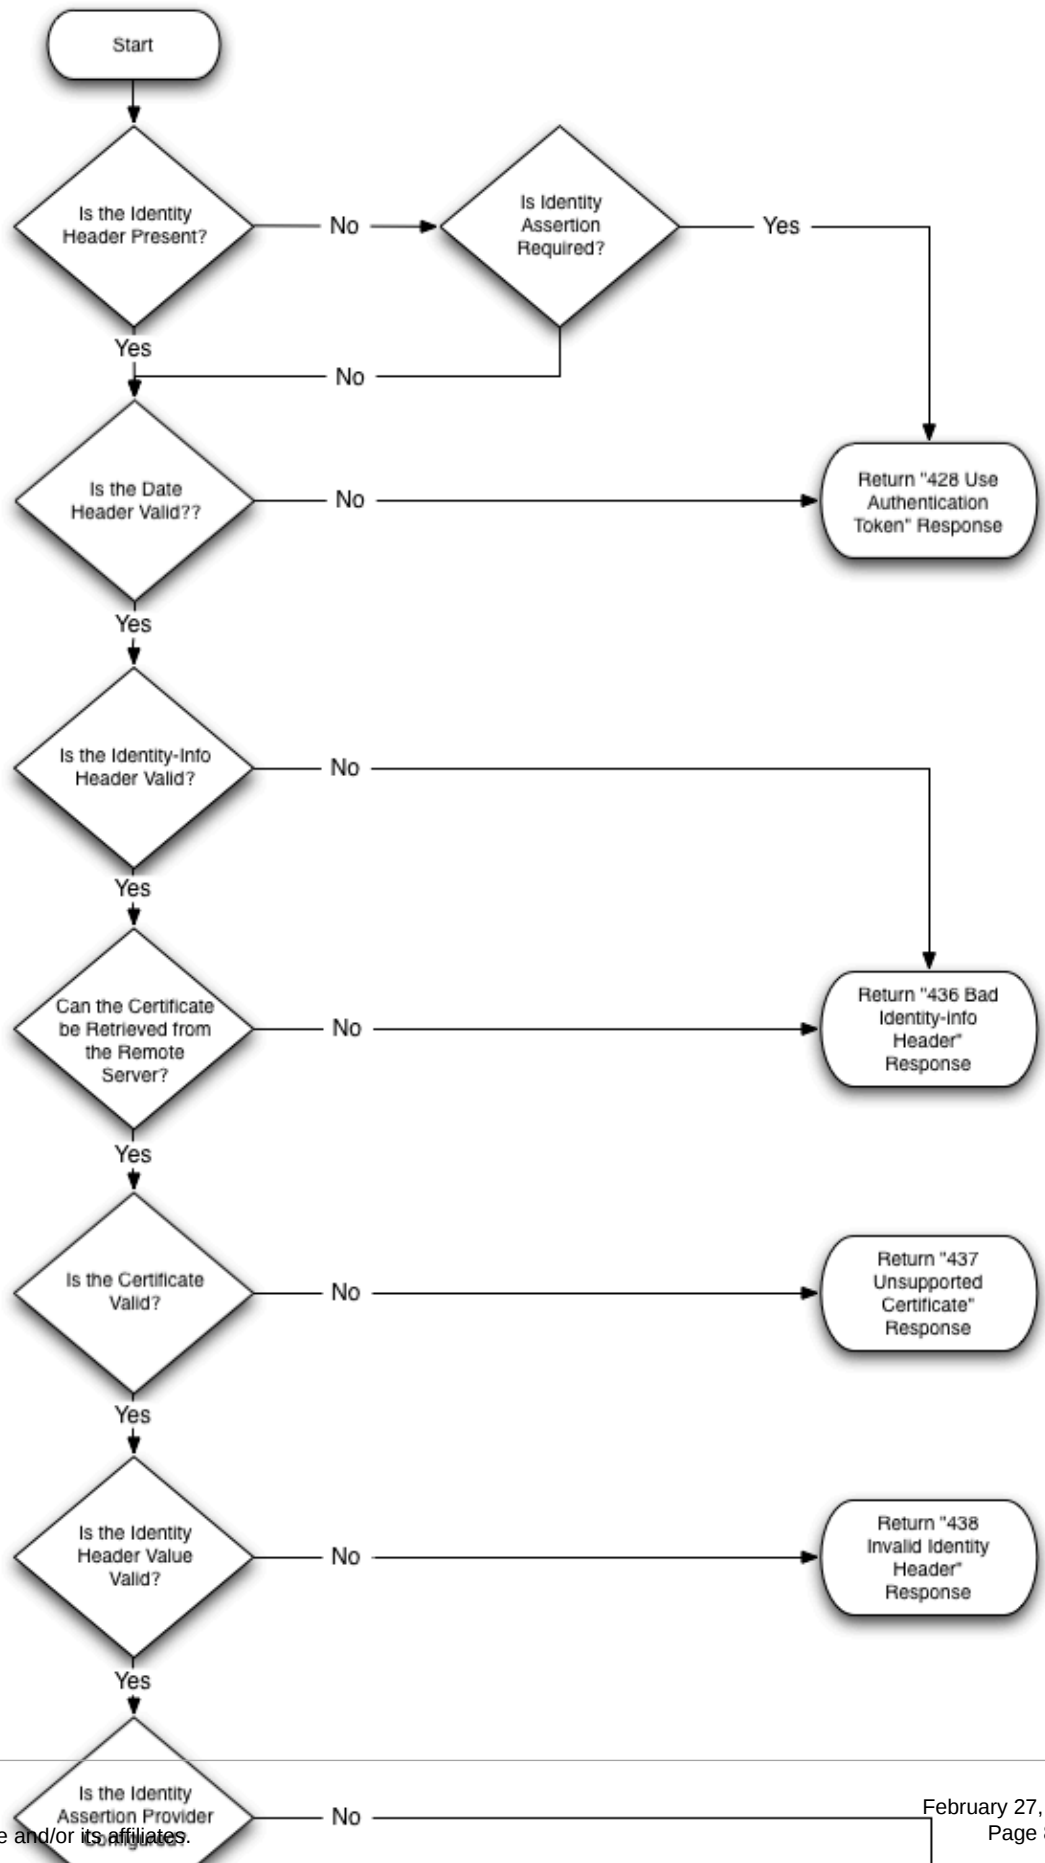 Start
Is the Identity
Header Present?
No
Is Identity
Assertion
Required?
Yes
Yes
No
Is the Date
Header Valid??
No
Return "428 Use
Authentication
Token" Response
Yes
Is the Identity-Info
Header Valid?
No
Yes
Can the Certificate
be Retrieved from
the Remote
Server?
No
Return "436 Bad
Identity-info
Header"
Response
Yes
Is the Certificate
Valid?
No
Return "437
Unsupported
Certificate"
Response
Yes
Is the Identity
Header Value
Valid?
No
Return "438
Invalid Identity
Header"
Response
Yes
Is the Identity
Assertion Provider
Configured?
No
e and/or its affiliates.
February 27,
Page 8